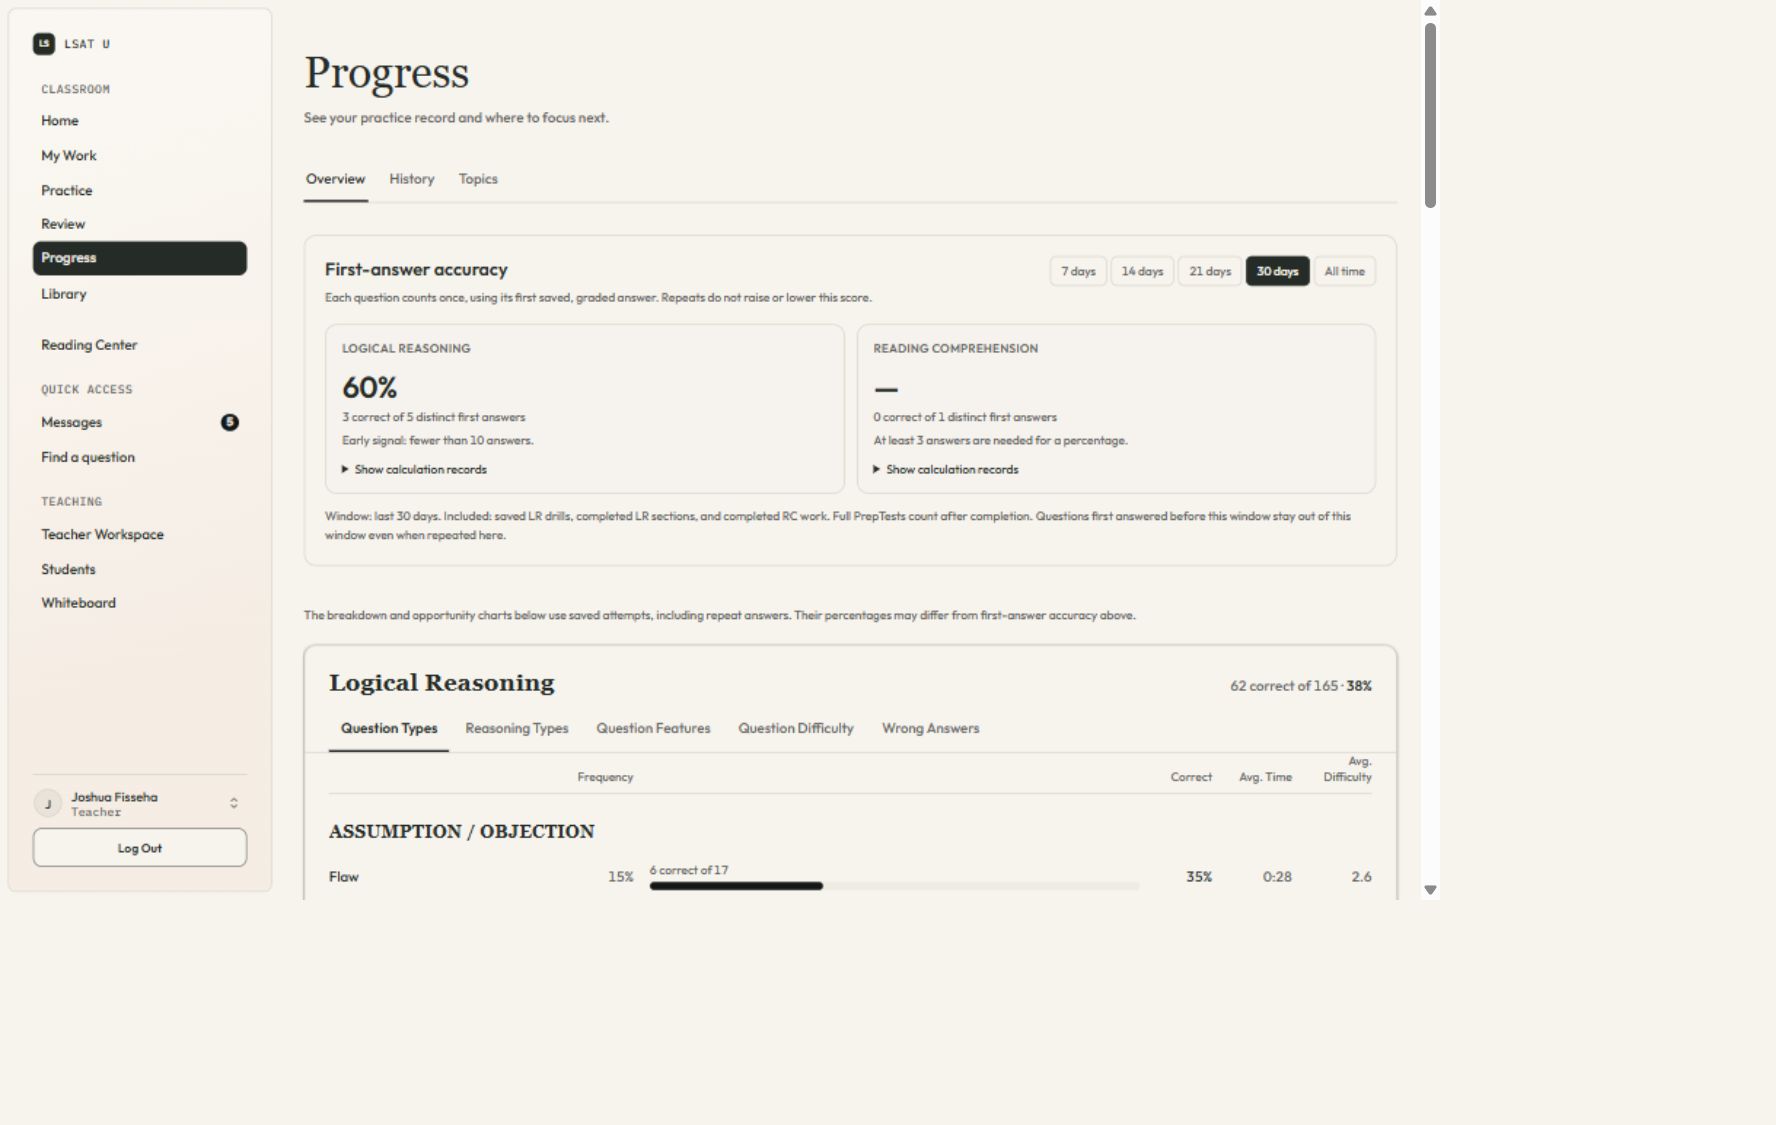 LS LSAT U
CLASSROOM
Home
My Work
Practice
Review
Progress
Library
Reading Center
QUICK ACCESS
Messages 5
Find a question
TEACHING
Teacher Workspace
Students
Whiteboard
J
Joshua Fisseha
Teacher
Log Out
Progress
See your practice record and where to focus next.
Overview History Topics
First-answer accuracy
7 days 14 days 21 days 30 days All time
Each question counts once, using its first saved, graded answer. Repeats do not raise or lower this score.
LOGICAL REASONING
60%
3 correct of 5 distinct first answers
Early signal: fewer than 10 answers.
Show calculation records
READING COMPREHENSION
—
0 correct of 1 distinct first answers
At least 3 answers are needed for a percentage.
Show calculation records
Window: last 30 days. Included: saved LR drills, completed LR sections, and completed RC work. Full PrepTests count after completion. Questions first answered before this window stay out of this
window even when repeated here.
The breakdown and opportunity charts below use saved attempts, including repeat answers. Their percentages may differ from first-answer accuracy above.
Logical Reasoning
62 correct of 165 · 38%
Question Types Reasoning Types Question Features Question Difficulty Wrong Answers
Frequency Correct Avg. Time Avg.
Difficulty
ASSUMPTION / OBJECTION
Flaw 15% 6 correct of 17 35% 0:28 2.6